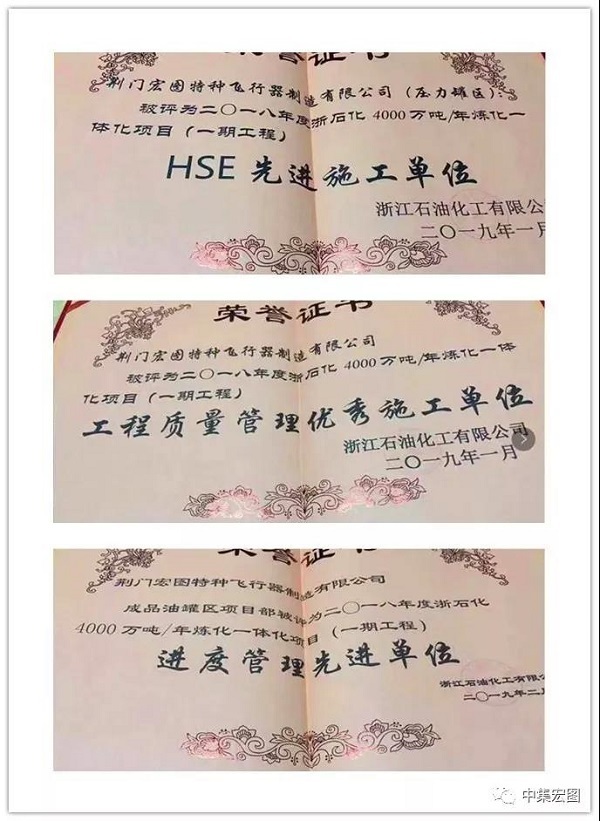 荣誉证书
荆门宏图特种飞行器制造有限公司（压力罐区）：
被评为二〇一八年度浙石化 4000 万吨/年炼化一
体化项目（一期工程）
HSE 先进施工单位
浙江石油化工有限公
二〇一九年一月
荣誉证书
荆门宏图特种飞行器制造有限公司
被评为二〇一八年度浙石化 4000 万吨/年炼化一体
化项目（一期工程）
工程质量管理优秀施工单位
浙江石油化工有限公司
二〇一九年一月
荣誉证书
荆门宏图特种飞行器制造有限公司
成品油罐区项目部被评为二〇一八年度浙石化
4000 万吨/年炼化一体化项目（一期工程）
进度管理先进单位
浙江石油化工有限公
二〇一九年二月
中集宏图